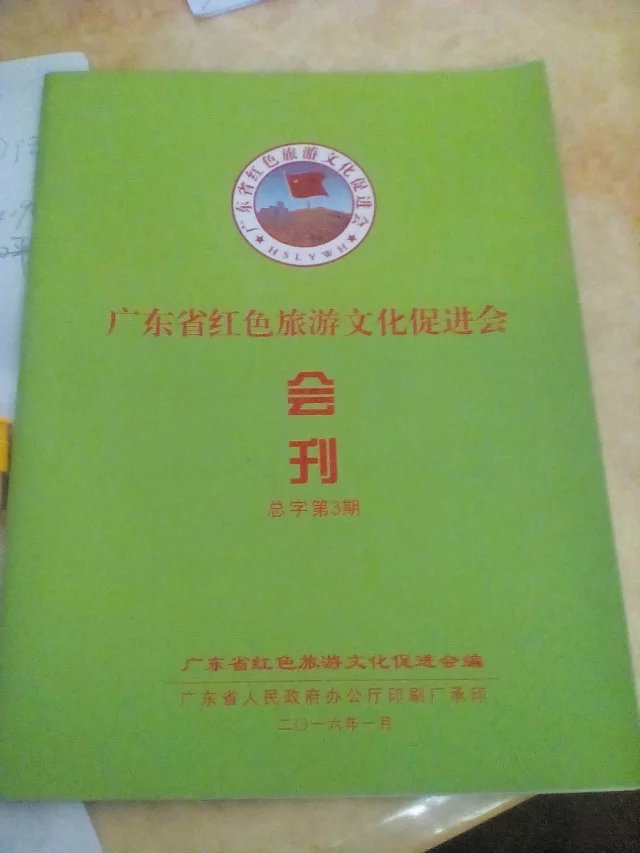 广东省红色旅游文化促进会
HSLYWH
广东省红色旅游文化促进会
会
刊
总字第3期
广东省红色旅游文化促进会编
广东省人民政府办公厅印刷厂承印
二〇一六年一月